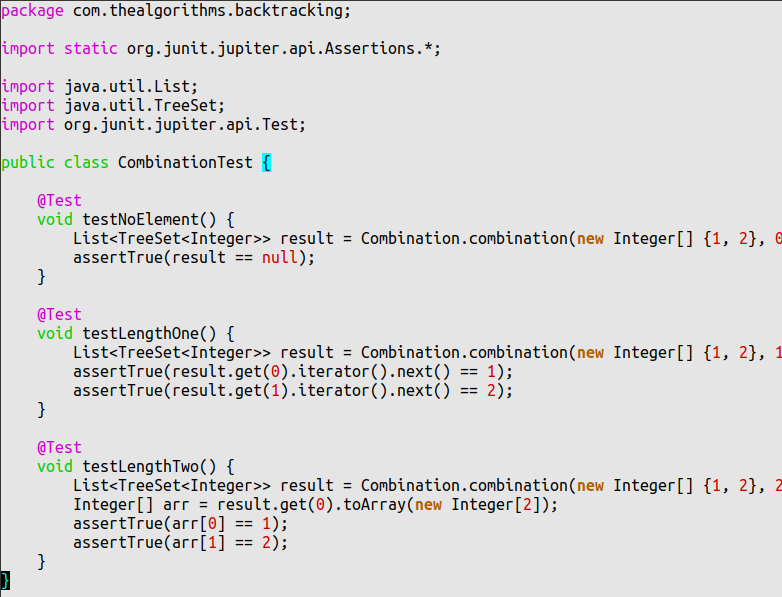 package com.thealgorithms.backtracking;
import static org.junit.jupiter.api.Assertions.*;
import java.util.List;
import java.util.TreeSet;
import org.junit.jupiter.api.Test;
public class CombinationTest {
@Test
void testNoElement() {
List<TreeSet<Integer>> result = Combination.combination(new Integer[] {1, 2}, 0
assertTrue(result == null);
}
@Test
void testLengthOne() {
List<TreeSet<Integer>> result = Combination.combination(new Integer[] {1, 2}, 1
assertTrue(result.get(0).iterator().next() == 1);
assertTrue(result.get(1).iterator().next() == 2);
}
@Test
void testLengthTwo() {
List<TreeSet<Integer>> result = Combination.combination(new Integer[] {1, 2}, 2
Integer[] arr = result.get(0).toArray(new Integer[2]);
assertTrue(arr[0] == 1);
assertTrue(arr[1] == 2);
}
}